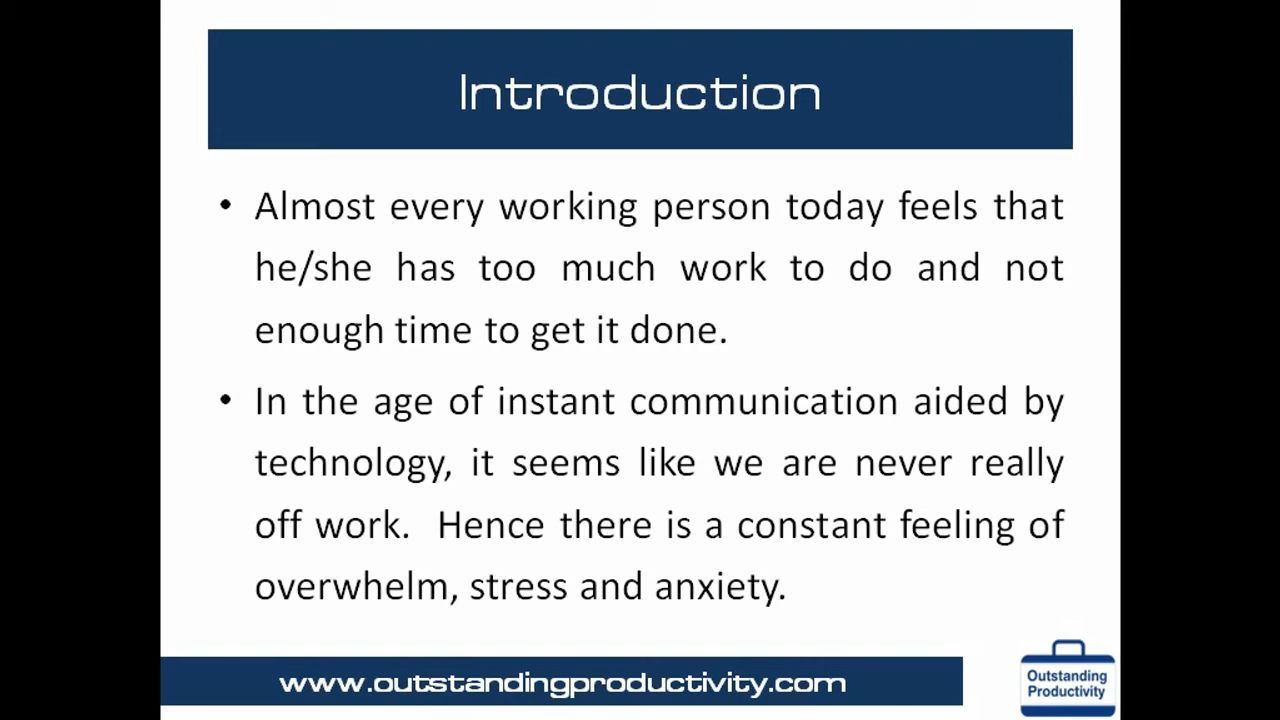 Introduction
• Almost every working person today feels that
he/she has too much work to do and not
enough time to get it done.
• In the age of instant communication aided by
technology, it seems like we are never really
off work.  Hence there is a constant feeling of
overwhelm, stress and anxiety.
www.outstandingproductivity.com
Outstanding
Productivity